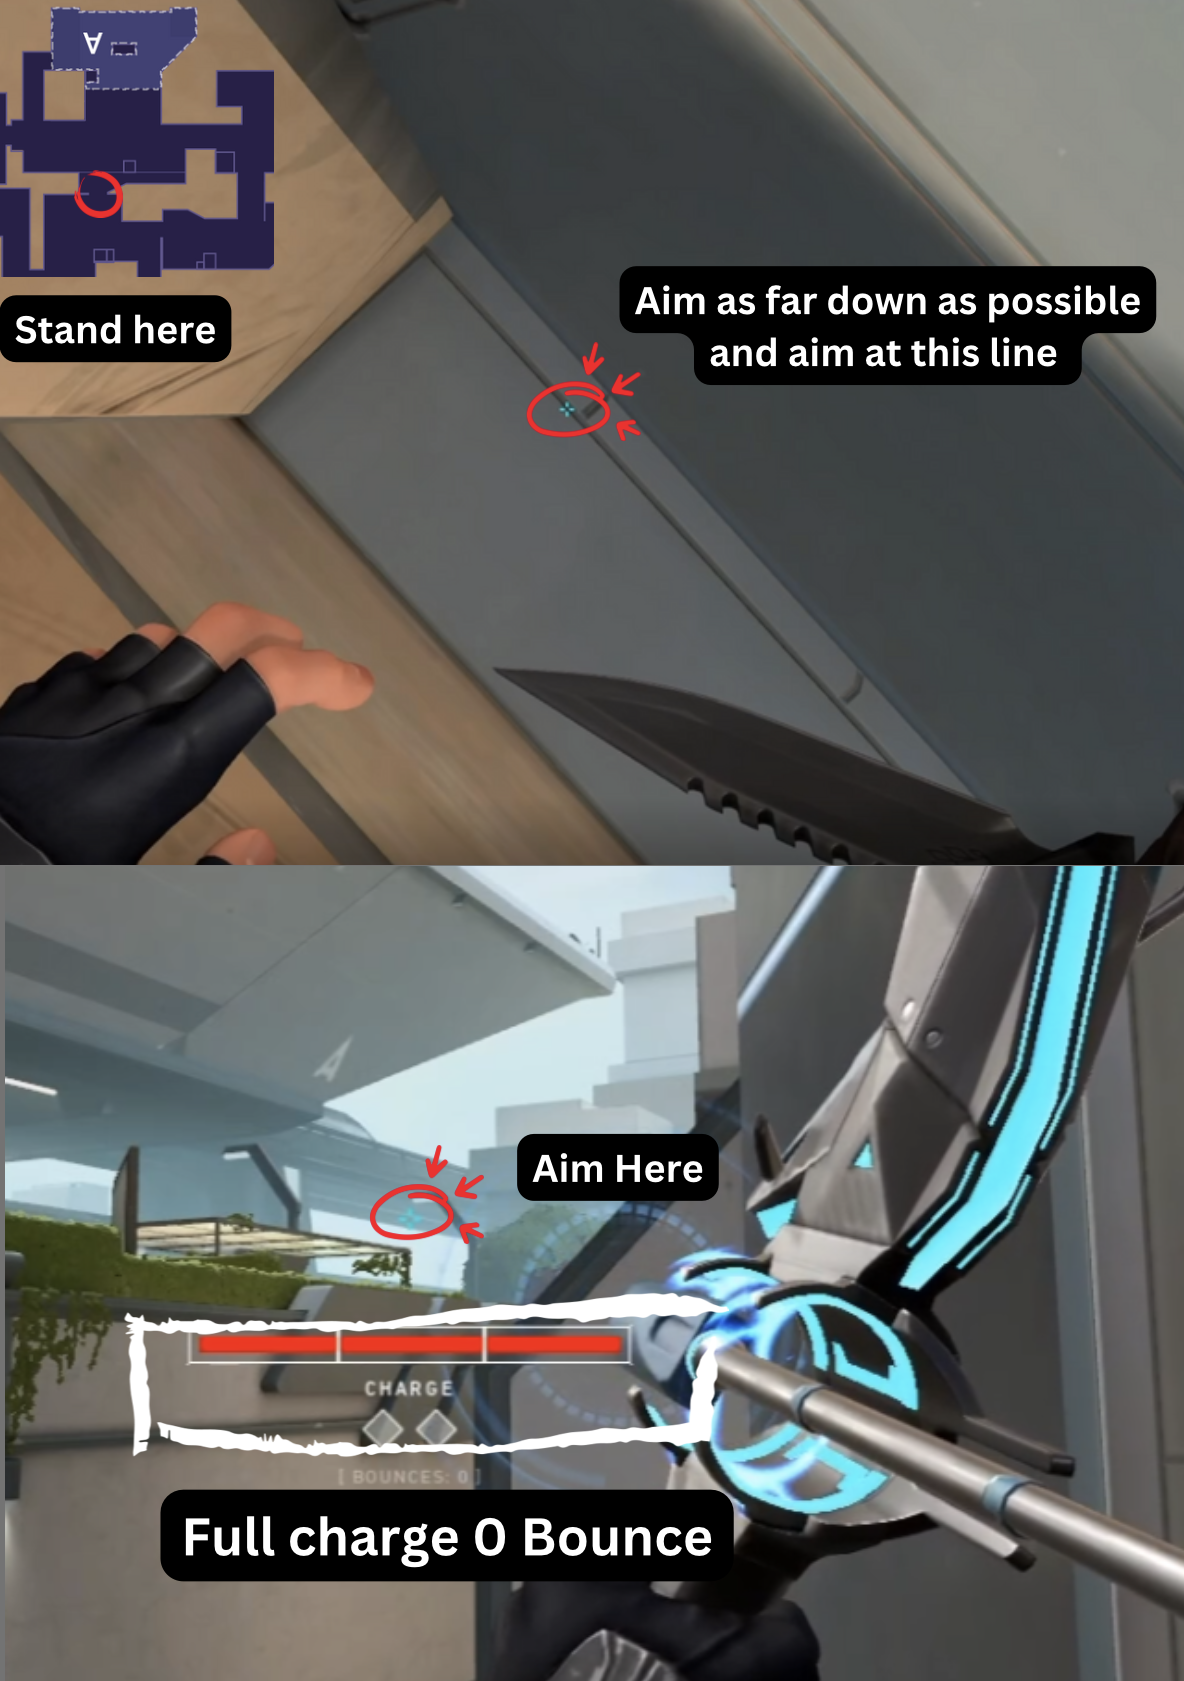 A
Stand here
Aim as far down as possible
and aim at this line
Aim Here
CHARGE
[ BOUNCES: 0 ]
Full charge 0 Bounce